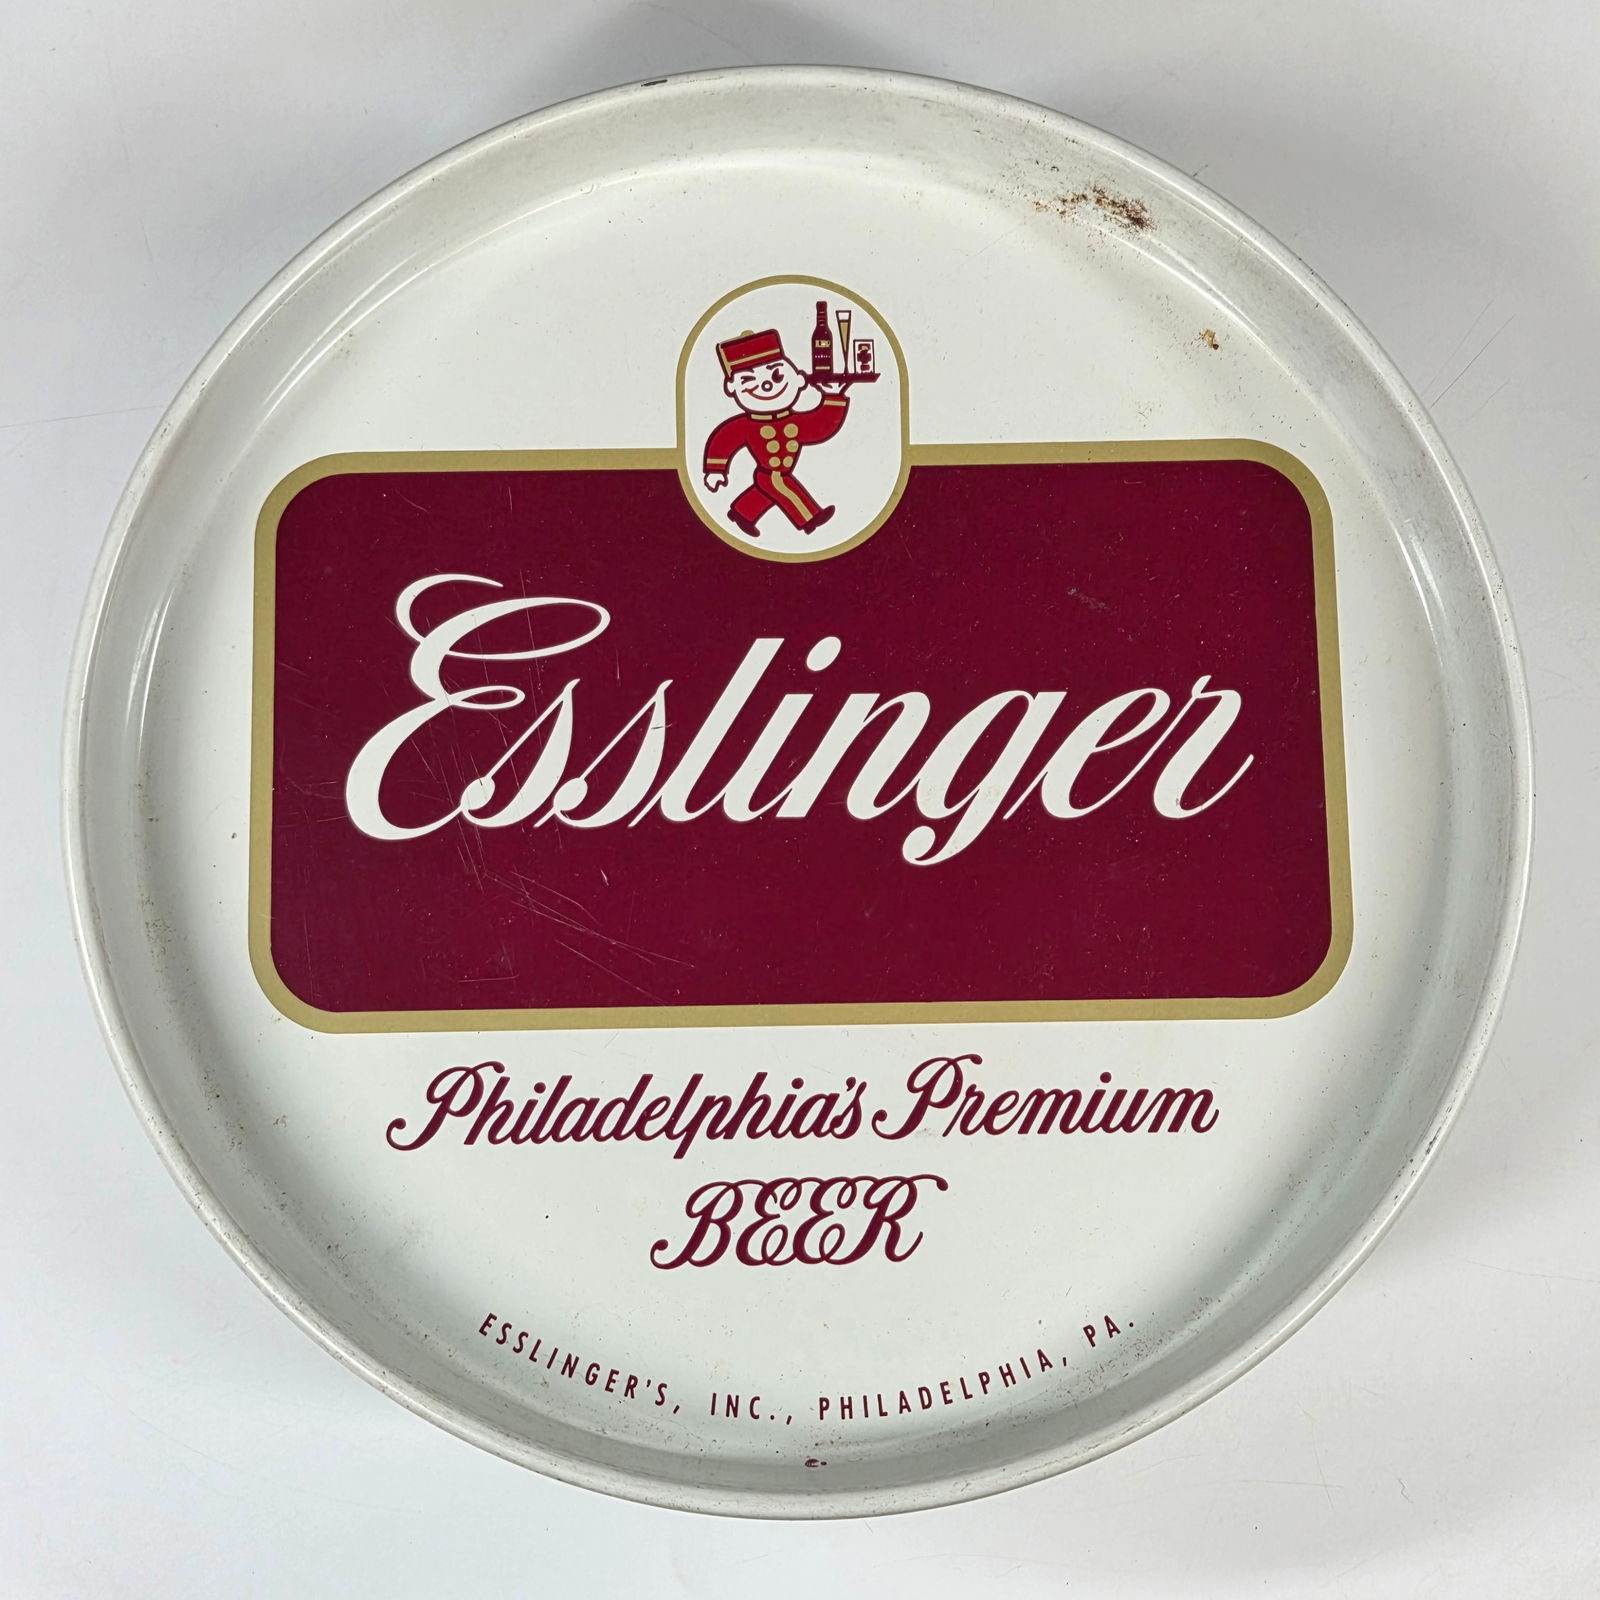 Esslinger
Philadelphia's Premium
BEER
ESSLINGER'S, INC., PHILADELPHIA, PA.